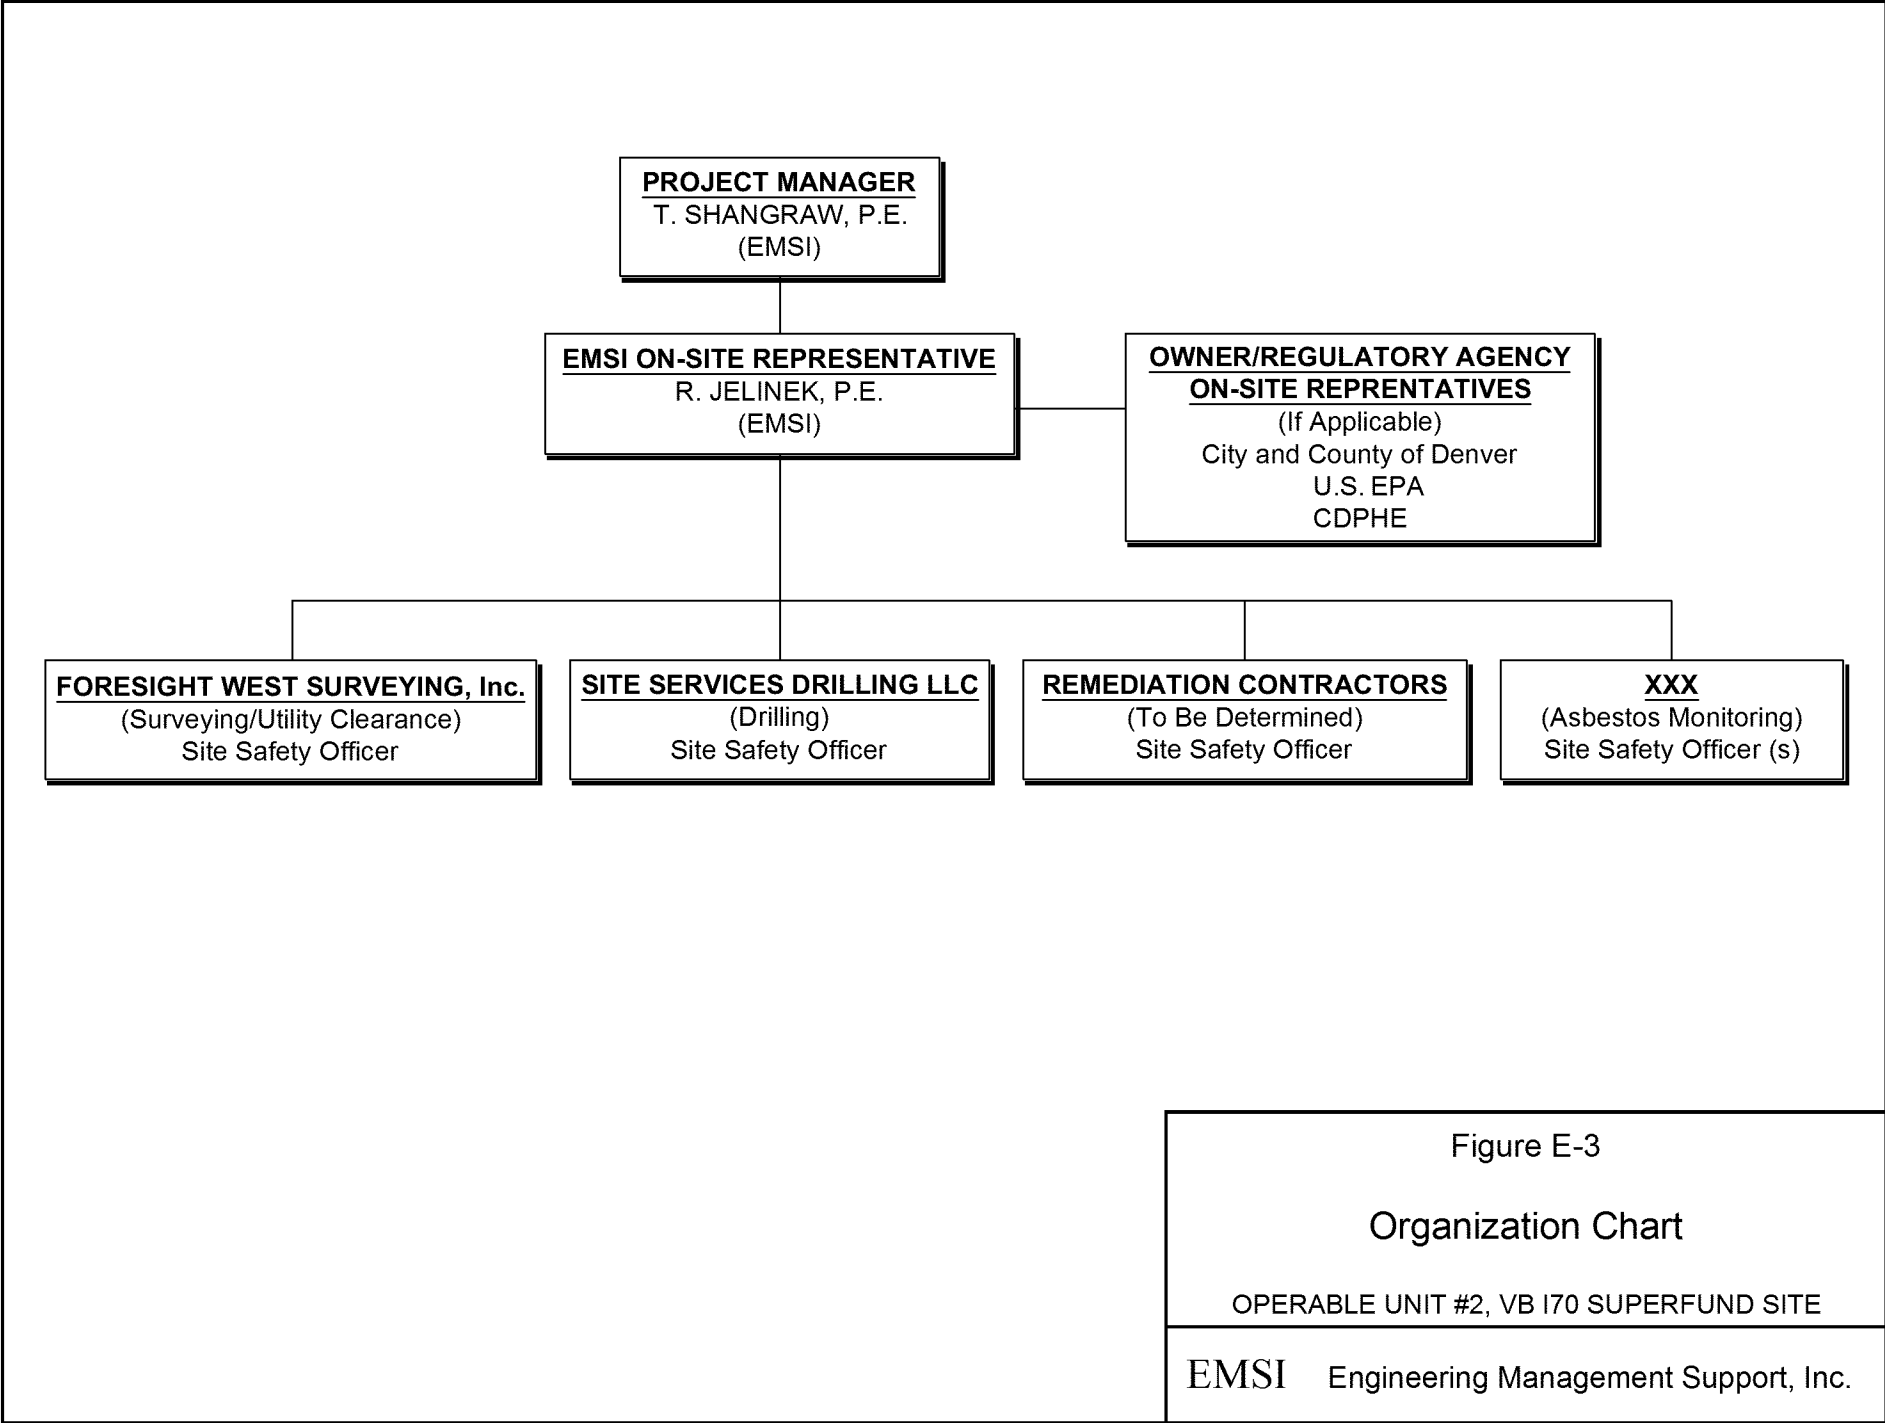 PROJECT MANAGER
T. SHANGRAW, P.E.
(EMSI)
EMSI ON-SITE REPRESENTATIVE
R. JELINEK, P.E.
(EMSI)
OWNER/REGULATORY AGENCY
ON-SITE REPRENTATIVES
(If Applicable)
City and County of Denver
U.S. EPA
CDPHE
FORESIGHT WEST SURVEYING, Inc.
(Surveying/Utility Clearance)
Site Safety Officer
SITE SERVICES DRILLING LLC
(Drilling)
Site Safety Officer
REMEDIATION CONTRACTORS
(To Be Determined)
Site Safety Officer
XXX
(Asbestos Monitoring)
Site Safety Officer (s)
Figure E-3
Organization Chart
OPERABLE UNIT #2, VB I70 SUPERFUND SITE
EMSI Engineering Management Support, Inc.